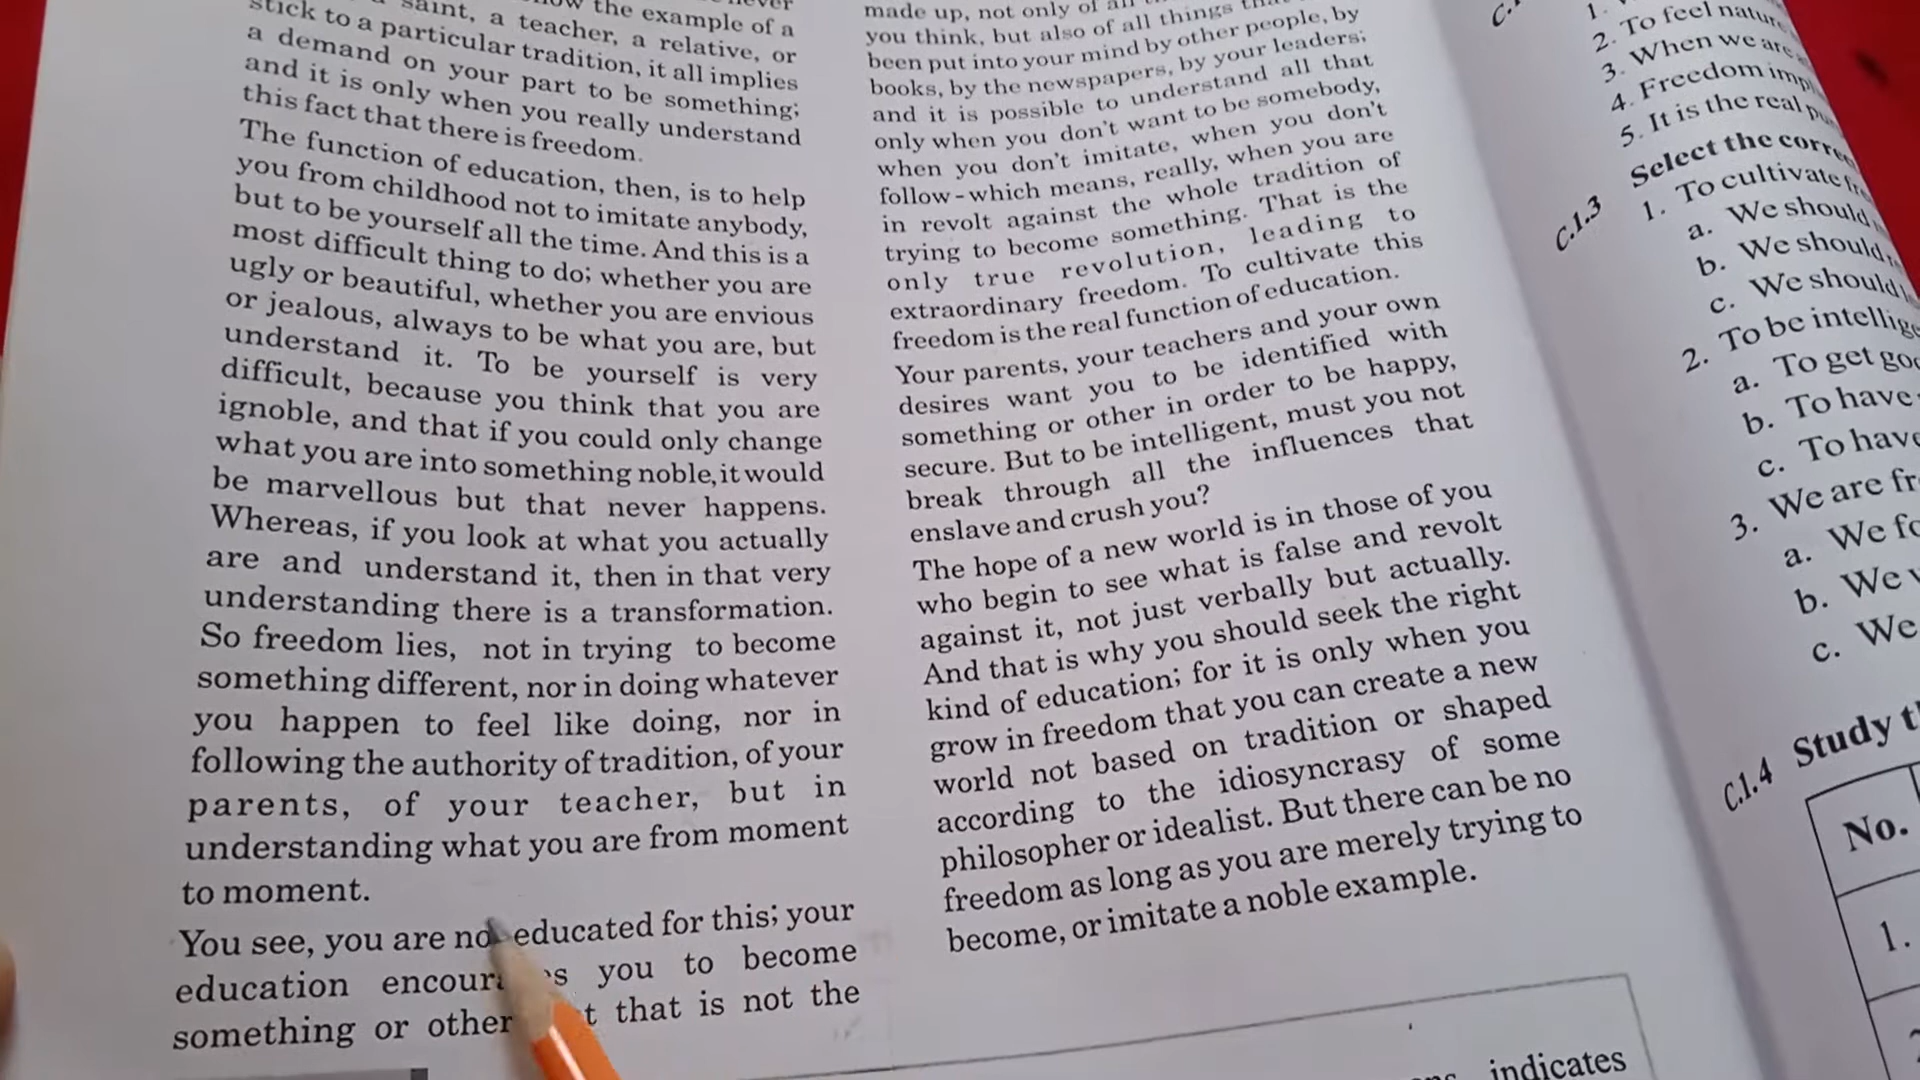 the example of a
saint, a teacher, a relative, or
stick to a particular tradition, it all implies
a demand on your part to be something;
and it is only when you really understand
this fact that there is freedom.
The function of education, then, is to help
you from childhood not to imitate anybody,
but to be yourself all the time. And this is a
most difficult thing to do; whether you are
ugly or beautiful, whether you are envious
or jealous, always to be what you are, but
understand it. To be yourself is very
difficult, because you think that you are
ignoble, and that if you could only change
what you are into something noble, it would
be marvellous but that never happens.
Whereas, if you look at what you actually
are and understand it, then in that very
understanding there is a transformation.
So freedom lies, not in trying to become
something different, nor in doing whatever
you happen to feel like doing, nor in
following the authority of tradition, of your
parents, of your teacher, but in
understanding what you are from moment
to moment.
You see, you are not educated for this; your
education encourages you to become
something or other that is not the
made up, not only of all
you think, but also of all things
been put into your mind by other people, by
books, by the newspapers, by your leaders;
and it is possible to understand all that
only when you don't want to be somebody,
when you don't imitate, when you don't
follow - which means, really, when you are
in revolt against the whole tradition of
trying to become something. That is the
only true revolution, leading to
extraordinary freedom. To cultivate this
freedom is the real function of education.
Your parents, your teachers and your own
desires want you to be identified with
something or other in order to be happy,
secure. But to be intelligent, must you not
break through all the influences that
enslave and crush you?
The hope of a new world is in those of you
who begin to see what is false and revolt
against it, not just verbally but actually.
And that is why you should seek the right
kind of education; for it is only when you
grow in freedom that you can create a new
world not based on tradition or shaped
according to the idiosyncrasy of some
philosopher or idealist. But there can be no
freedom as long as you are merely trying to
become, or imitate a noble example.
indicates
1.
2. To feel nature
3. When we are
4. Freedom
5. It is the real
C.1.3 Select the
1. To cultivate
a. We should
b. We should
c. We should
2. To be
a. To get
b. To have
c. To have
3. We are
a. We
b. We
c. We
C.1.4 Study
No.
1.